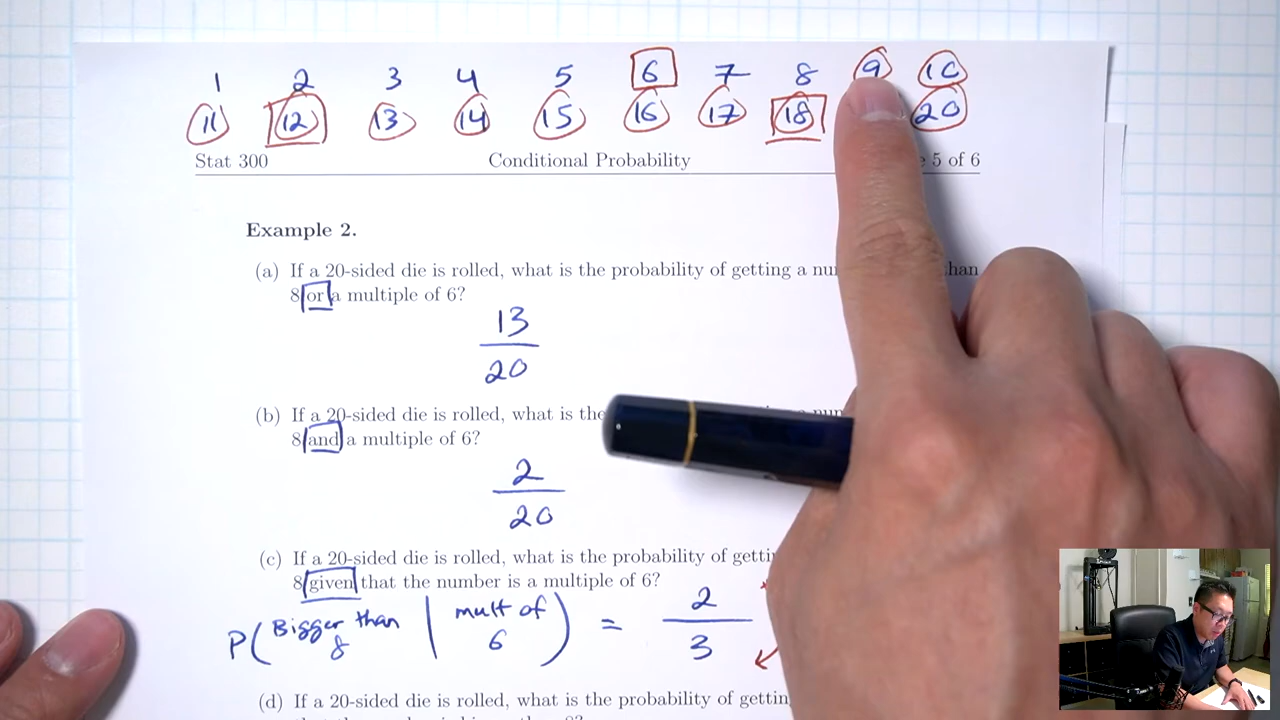 1 2 3 4 5 6 7 8 9 10
11 12 13 14 15 16 17 18 20
Stat 300 Conditional Probability 5 of 6
Example 2.
(a) If a 20-sided die is rolled, what is the probability of getting a
8 or a multiple of 6?
13
20
(b) If a 20-sided die is rolled, what is the
8 and a multiple of 6?
2
20
(c) If a 20-sided die is rolled, what is the probability of
8 given that the number is a multiple of 6?
P(Bigger than 8 | mult of 6) = 2/3
(d) If a 20-sided die is rolled, what is the probability of